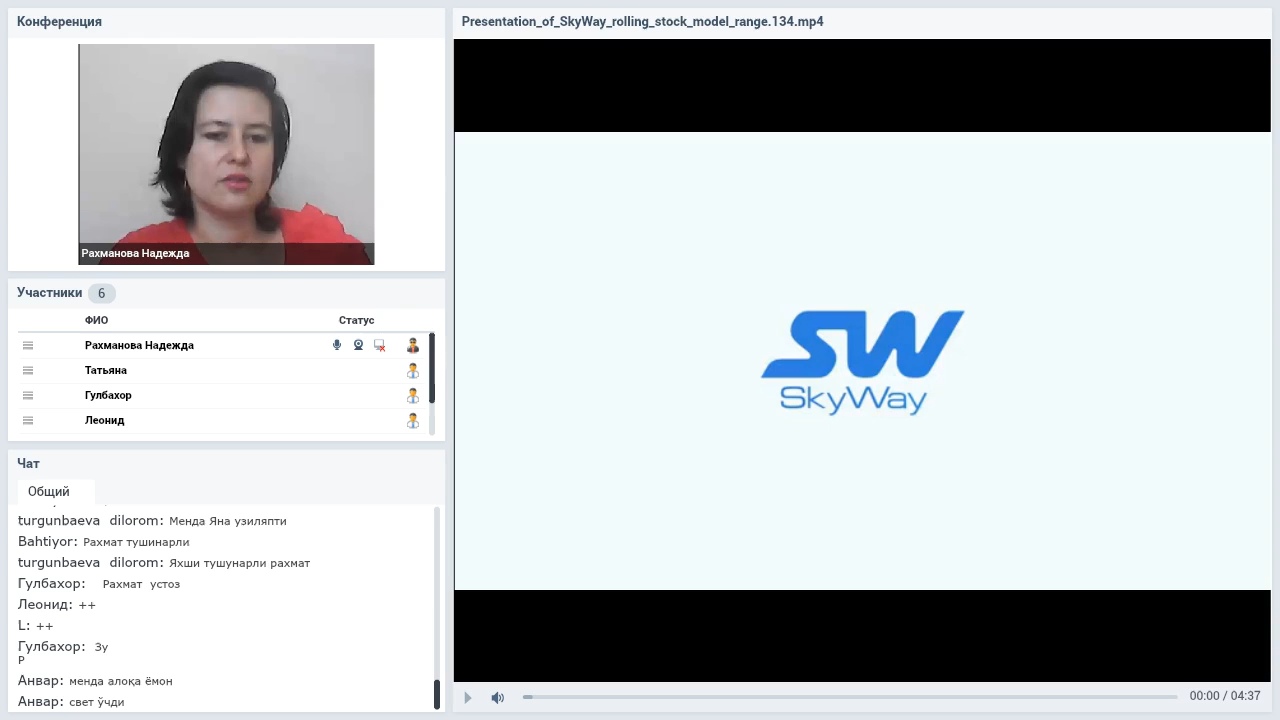 Конференция
Рахманова Надежда
Участники 6
ФИО Статус
Рахманова Надежда
Татьяна
Гулбахор
Леонид
Чат
Общий
turgunbaeva dilorom: Менда Яна узиляпти
Bahtiyor: Рахмат тушинарли
turgunbaeva dilorom: Яхши тушунарли рахмат
Гулбахор: Рахмат устоз
Леонид: ++
L: ++
Гулбахор: Зу
Р
Анвар: менда алоқа ёмон
Анвар: свет ўчди
Presentation_of_SkyWay_rolling_stock_model_range.134.mp4
SW
SkyWay
00:00 / 04:37